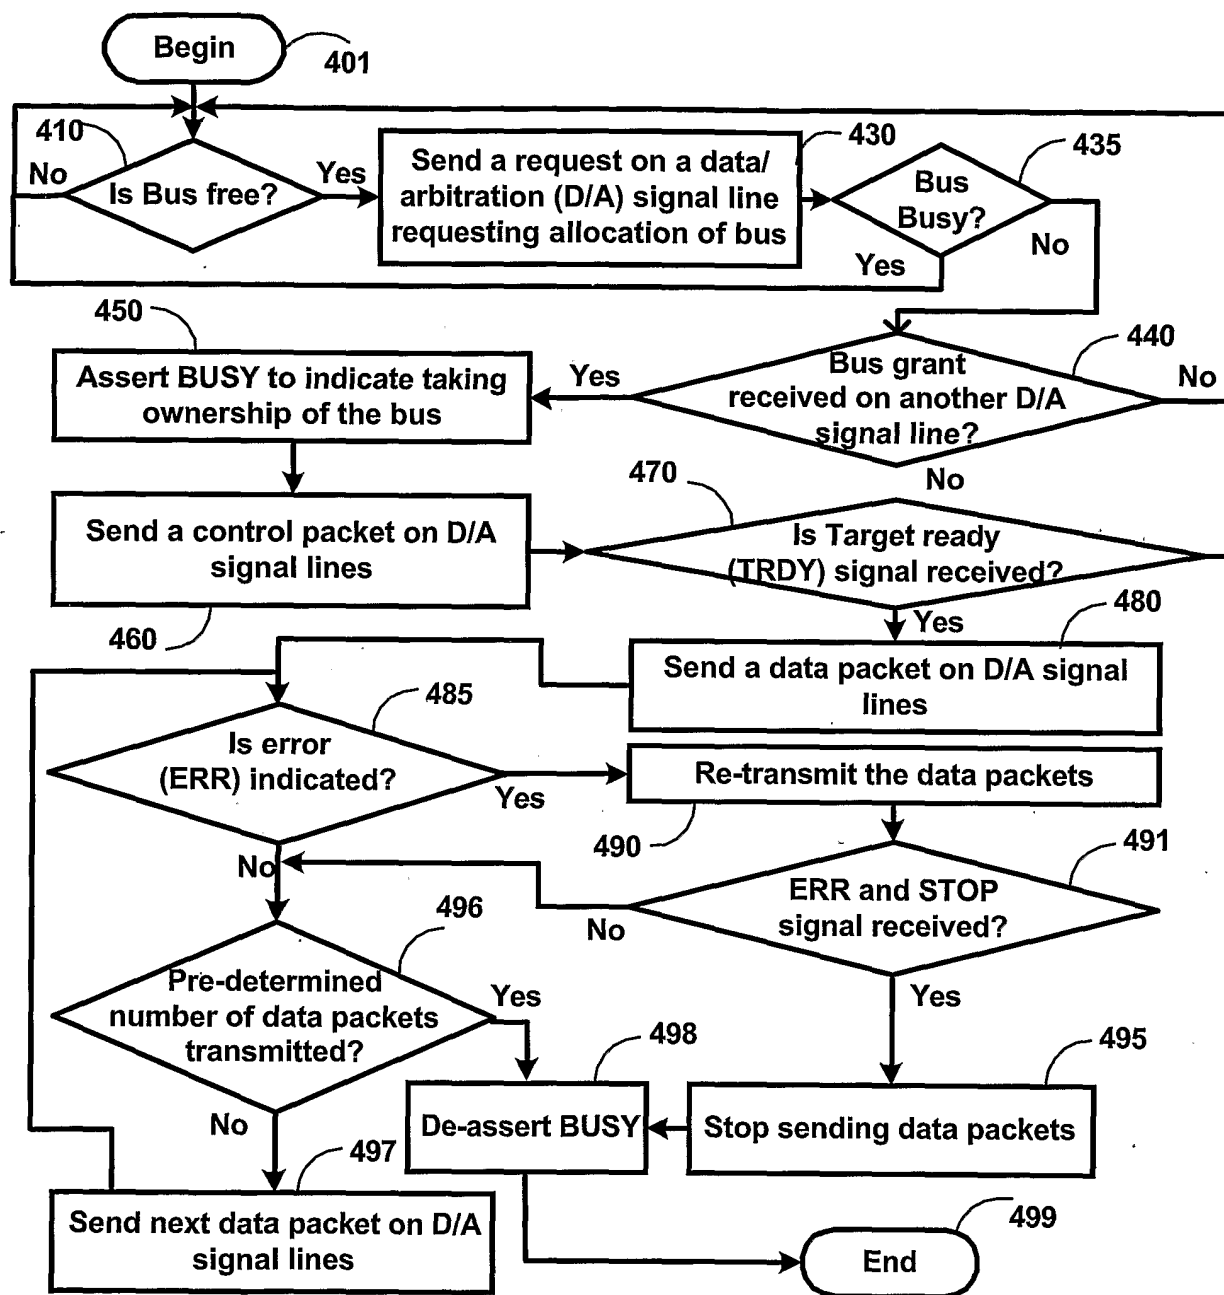 Begin
401
410
No
Is Bus free?
Yes
Send a request on a data/
arbitration (D/A) signal line
requesting allocation of bus
430
Bus
Busy?
435
No
Yes
450
Assert BUSY to indicate taking
ownership of the bus
Yes
Bus grant
received on another D/A
signal line?
440
No
No
Send a control packet on D/A
signal lines
460
470
Is Target ready
(TRDY) signal received?
Yes
480
Send a data packet on D/A signal
lines
485
Is error
(ERR) indicated?
Yes
No
Re-transmit the data packets
490
491
ERR and STOP
signal received?
No
Yes
496
Pre-determined
number of data packets
transmitted?
Yes
No
498
De-assert BUSY
495
Stop sending data packets
497
Send next data packet on D/A
signal lines
499
End